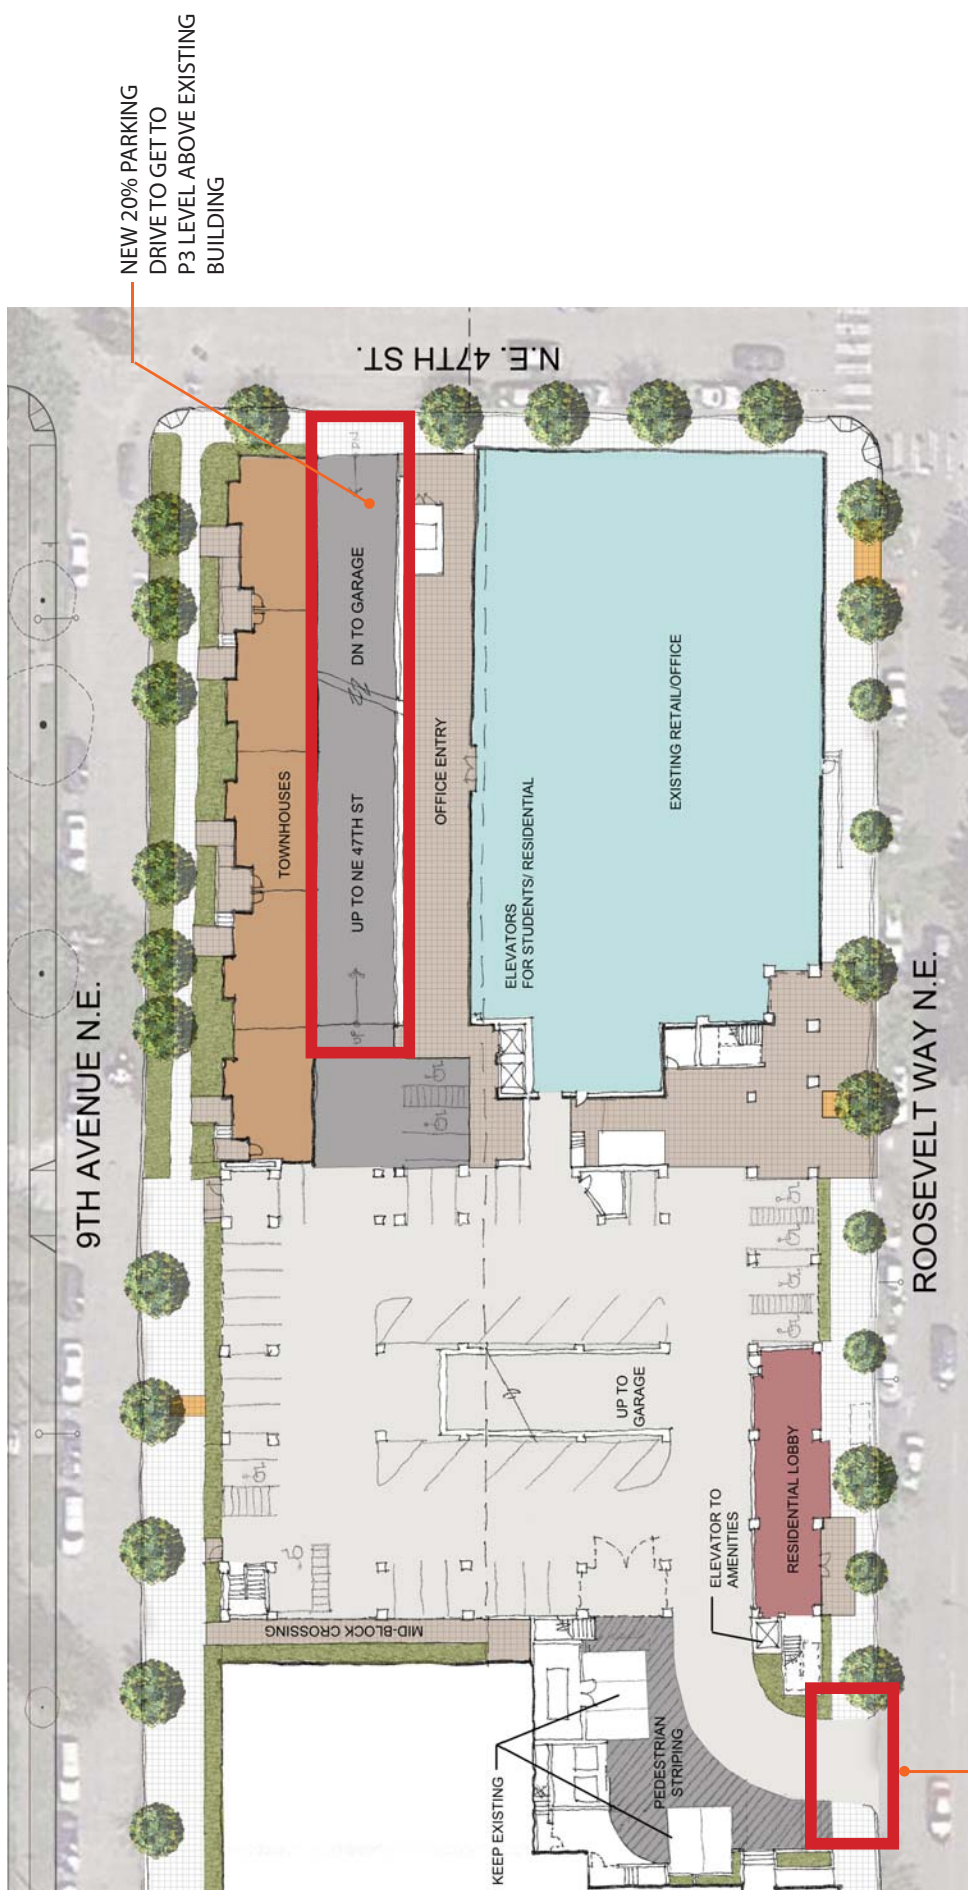 NEW 20% PARKING
DRIVE TO GET TO
P3 LEVEL ABOVE EXISTING
BUILDING
N.E. 47TH ST.
9TH AVENUE N.E.
TOWNHOUSES
UP TO NE 47TH ST
DN TO GARAGE
OFFICE ENTRY
ELEVATORS
FOR STUDENTS/ RESIDENTIAL
EXISTING RETAIL/OFFICE
ROOSEVELT WAY N.E.
UP TO
GARAGE
ELEVATOR TO
AMENITIES
RESIDENTIAL LOBBY
MID-BLOCK CROSSING
KEEP EXISTING
PEDESTRIAN
STRIPING